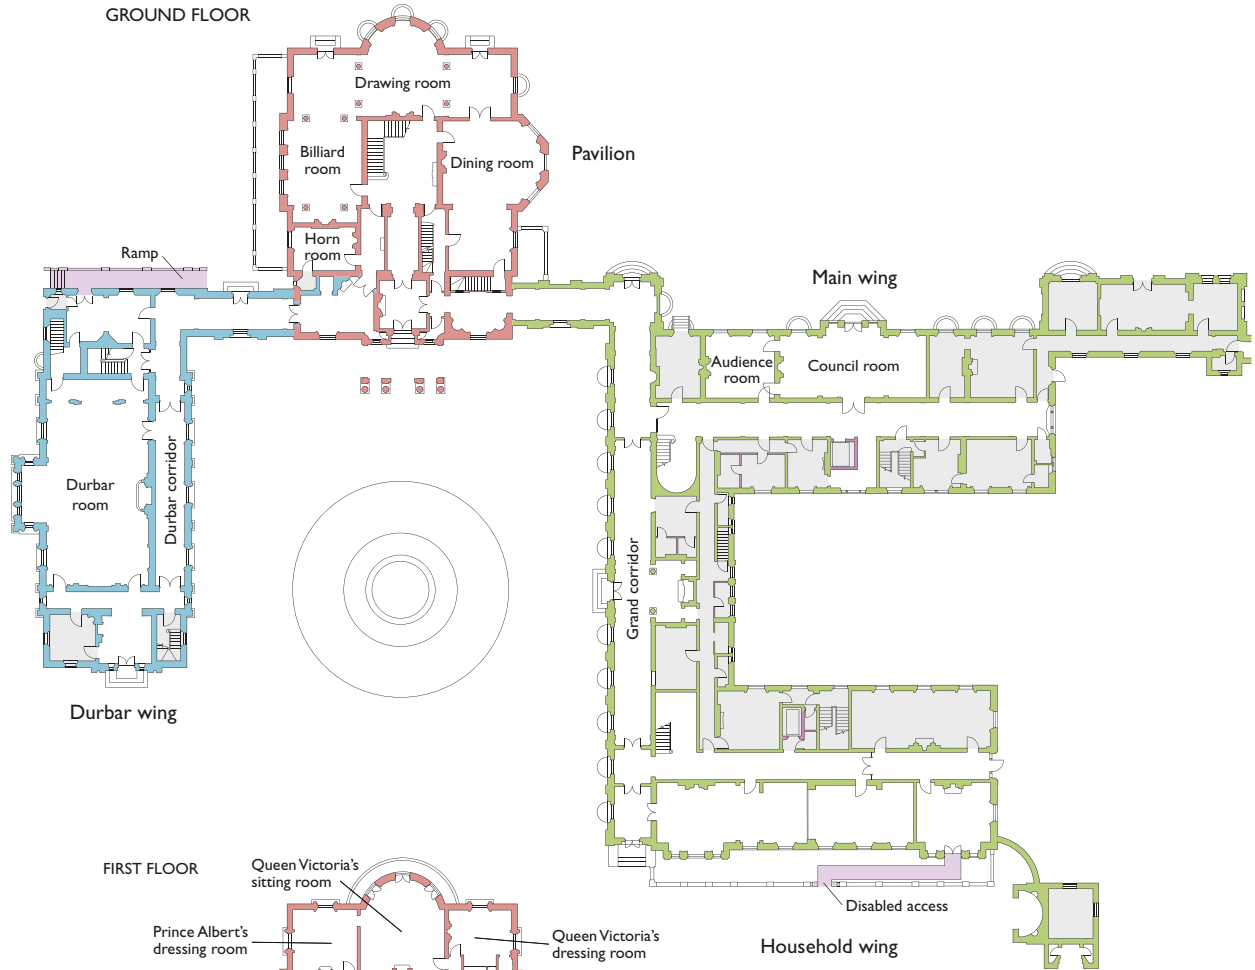 GROUND FLOOR
Drawing room
Billiard
room
Dining room
Pavilion
Horn
room
Ramp
Main wing
Audience
room
Council room
Durbar
room
Durbar corridor
Grand corridor
Durbar wing
FIRST FLOOR
Queen Victoria's
sitting room
Prince Albert's
dressing room
Queen Victoria's
dressing room
Disabled access
Household wing